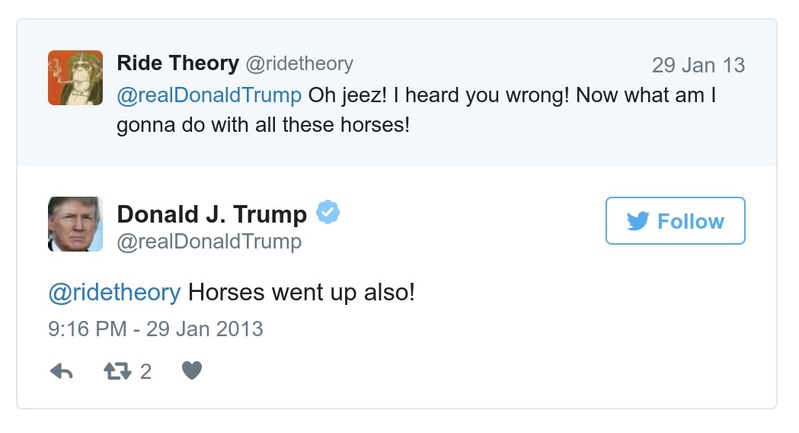 Ride Theory @ridetheory 29 Jan 13
@realDonaldTrump Oh jeez! I heard you wrong! Now what am I
gonna do with all these horses!
Donald J. Trump
@realDonaldTrump
Follow
@ridetheory Horses went up also!
9:16 PM - 29 Jan 2013
2